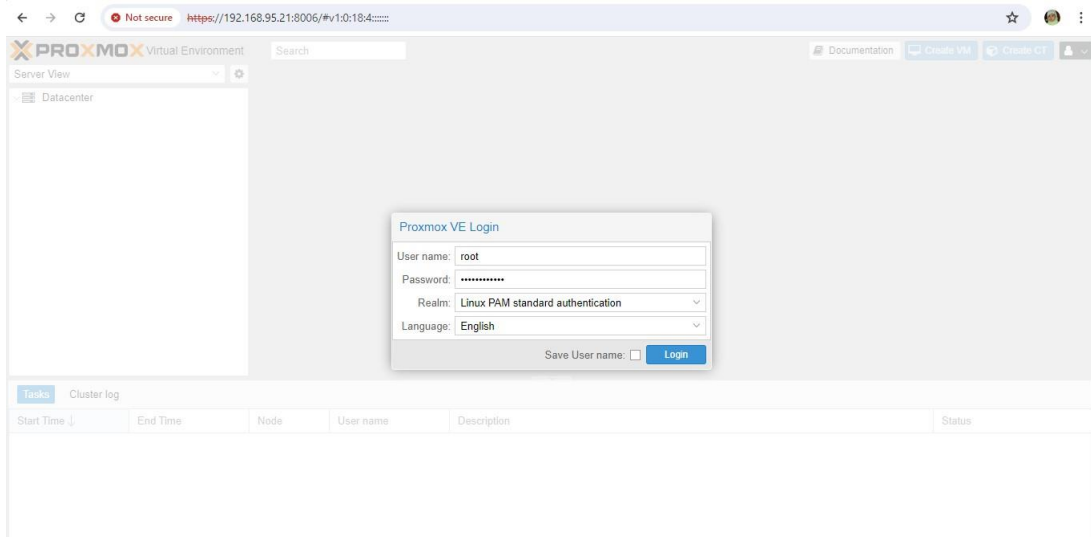 Not secure https://192.168.95.21:8006/#v1:0:18:4:::::::
PROXMOX Virtual Environment Search Documentation Create VM Create CT
Server View
Datacenter
Proxmox VE Login
User name: root
Password: ••••••••••••
Realm: Linux PAM standard authentication
Language: English
Save User name: Login
Tasks Cluster log
Start Time ↓ End Time Node User name Description Status